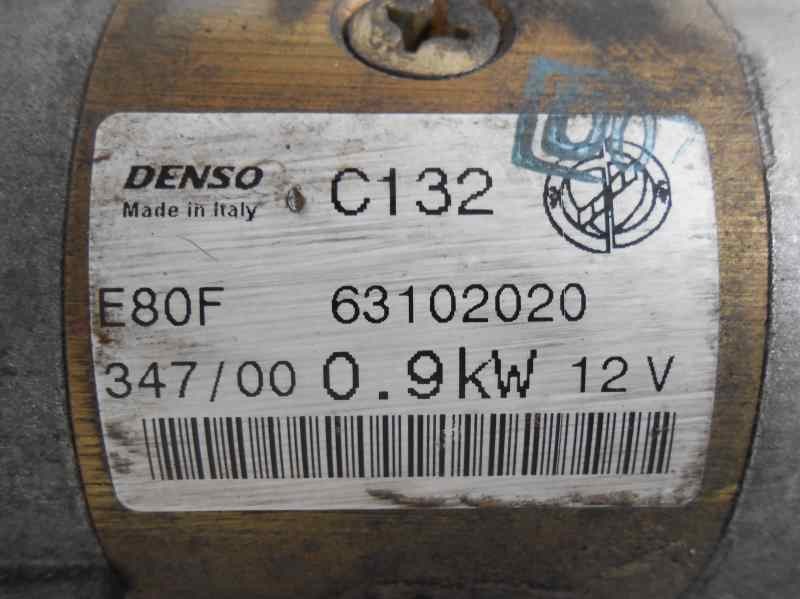 DENSO C132
Made in Italy
E80F 63102020
347/00 0.9kW 12 V